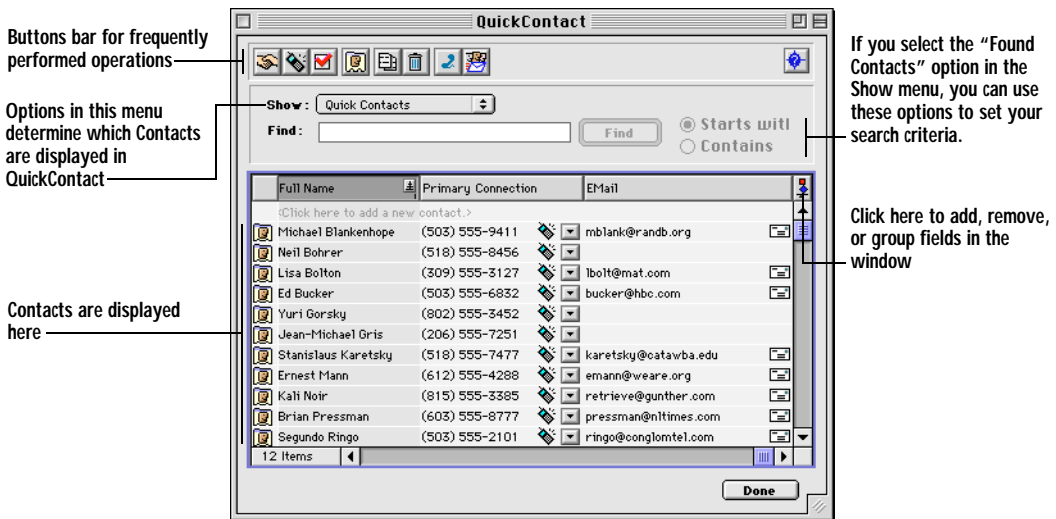 QuickContact
Buttons bar for frequently
performed operations
Options in this menu
determine which Contacts
are displayed in
QuickContact
Contacts are displayed
here
Show: Quick Contacts
Find: Find
Starts witl
Contains
Full Name Primary Connection EMail
<Click here to add a new contact.>
Michael Blankenhope (503) 555-9411 mblank@randb.org
Neil Bohrer (518) 555-8456
Lisa Bolton (309) 555-3127 lbolt@mat.com
Ed Bucker (503) 555-6832 bucker@hbc.com
Yuri Gorsky (802) 555-3452
Jean-Michael Gris (206) 555-7251
Stanislaus Karetsky (518) 555-7477 karetsky@catawba.edu
Ernest Mann (612) 555-4288 emann@weare.org
Kali Noir (815) 555-3385 retrieve@gunther.com
Brian Pressman (603) 555-8777 pressman@nltimes.com
Segundo Ringo (503) 555-2101 ringo@conglomtel.com
12 Items
Done
If you select the “Found
Contacts” option in the
Show menu, you can use
these options to set your
search criteria.
Click here to add, remove,
or group fields in the
window